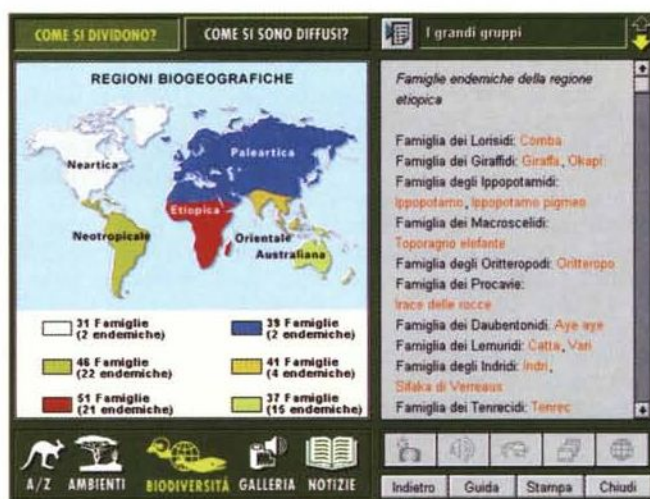 COME SI DIVIDONO?
COME SI SONO DIFFUSI?
I grandi gruppi
REGIONI BIOGEOGRAFICHE
Neartica
Paleartica
Etiopica
Neotropicale
Orientale
Australiana
31 Famiglie
(2 endemiche)
39 Famiglie
(2 endemiche)
46 Famiglie
(22 endemiche)
41 Famiglie
(4 endemiche)
51 Famiglie
(21 endemiche)
37 Famiglie
(15 endemiche)
Famiglie endemiche della regione
etiopica
Famiglia dei Lorisidi: Comba
Famiglia dei Giraffidi: Giraffa, Okapi
Famiglia degli Ippopotamidi:
Ippopotamo, Ippopotamo pigmeo
Famiglia dei Macroscelidi:
Toporagno elefante
Famiglia degli Oritteropodi: Oritteropo
Famiglia dei Procavie:
Irace delle rocce
Famiglia dei Daubentonidi: Aye aye
Famiglia dei Lemuridi: Catta, Vari
Famiglia degli Indridi: Indri,
Sifaka di Verreaus
Famiglia dei Tenrecidi: Tenrec
A/Z
AMBIENTI
BIODIVERSITÀ
GALLERIA
NOTIZIE
Indietro
Guida
Stampa
Chiudi